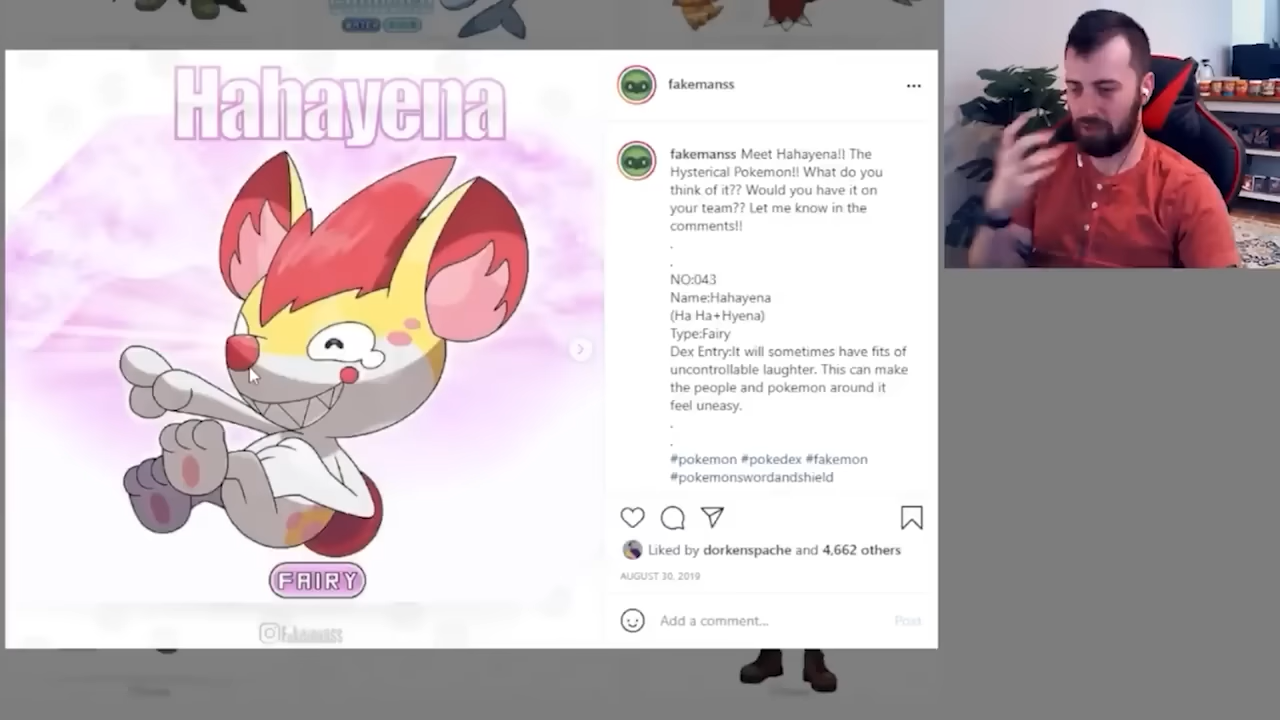 WATER
Hahayena
FAIRY
Fakemanss
fakemanss
fakemanss Meet Hahayena!! The
Hysterical Pokemon!! What do you
think of it?? Would you have it on
your team?? Let me know in the
comments!!
.
.
NO:043
Name:Hahayena
(Ha Ha+Hyena)
Type:Fairy
Dex Entry:It will sometimes have fits of
uncontrollable laughter. This can make
the people and pokemon around it
feel uneasy.
.
.
#pokemon #pokedex #fakemon
#pokemonswordandshield
Liked by dorkenspache and 4,662 others
AUGUST 30, 2019
Add a comment...
Post